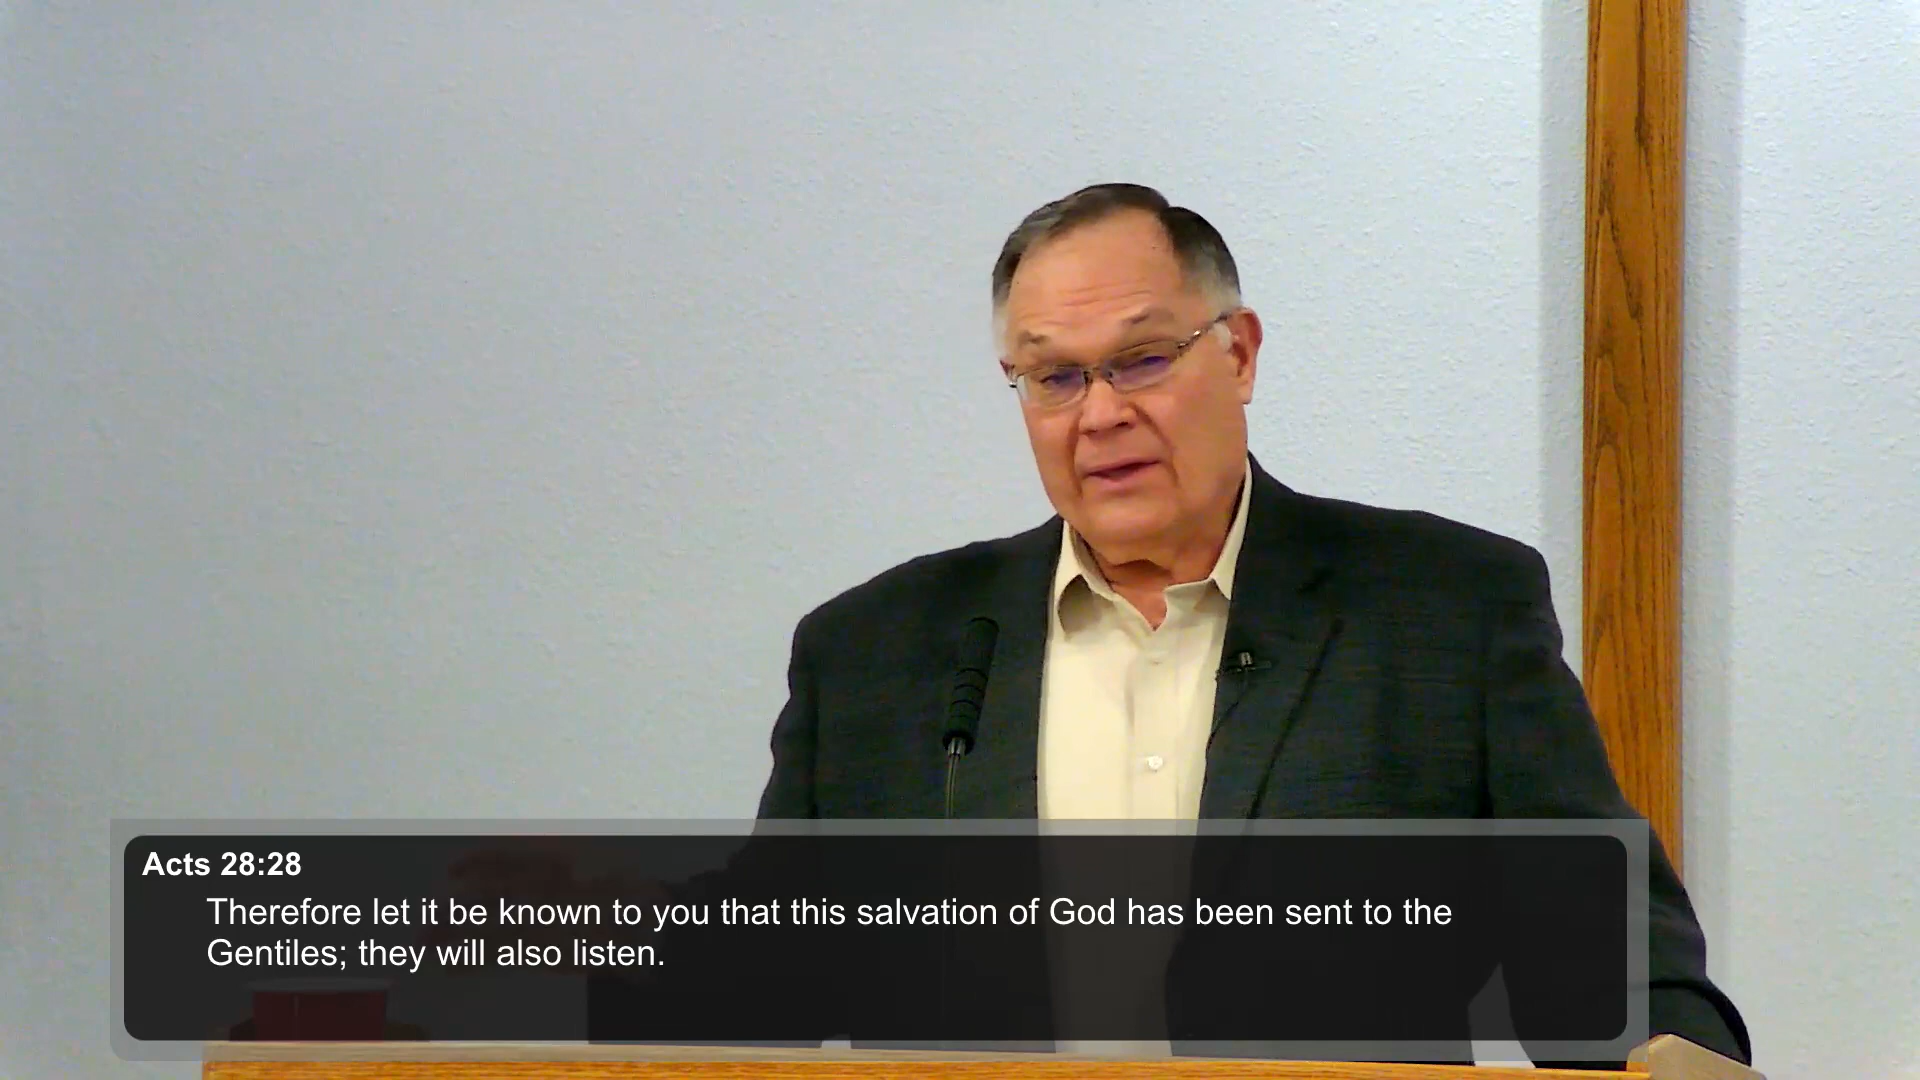 Acts 28:28
Therefore let it be known to you that this salvation of God has been sent to the
Gentiles; they will also listen.